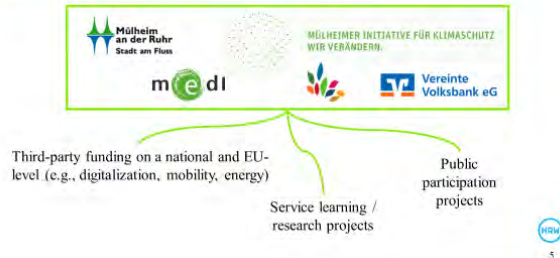 Mülheim
an der Ruhr
Stadt am Fluss
MÜLHEIMER INITIATIVE FÜR KLIMASCHUTZ
WIR VERÄNDERN.
medl
Vereinte
Volksbank eG
Third-party funding on a national and EU-
level (e.g., digitalization, mobility, energy)
Service learning /
research projects
Public
participation
projects
HRW
5